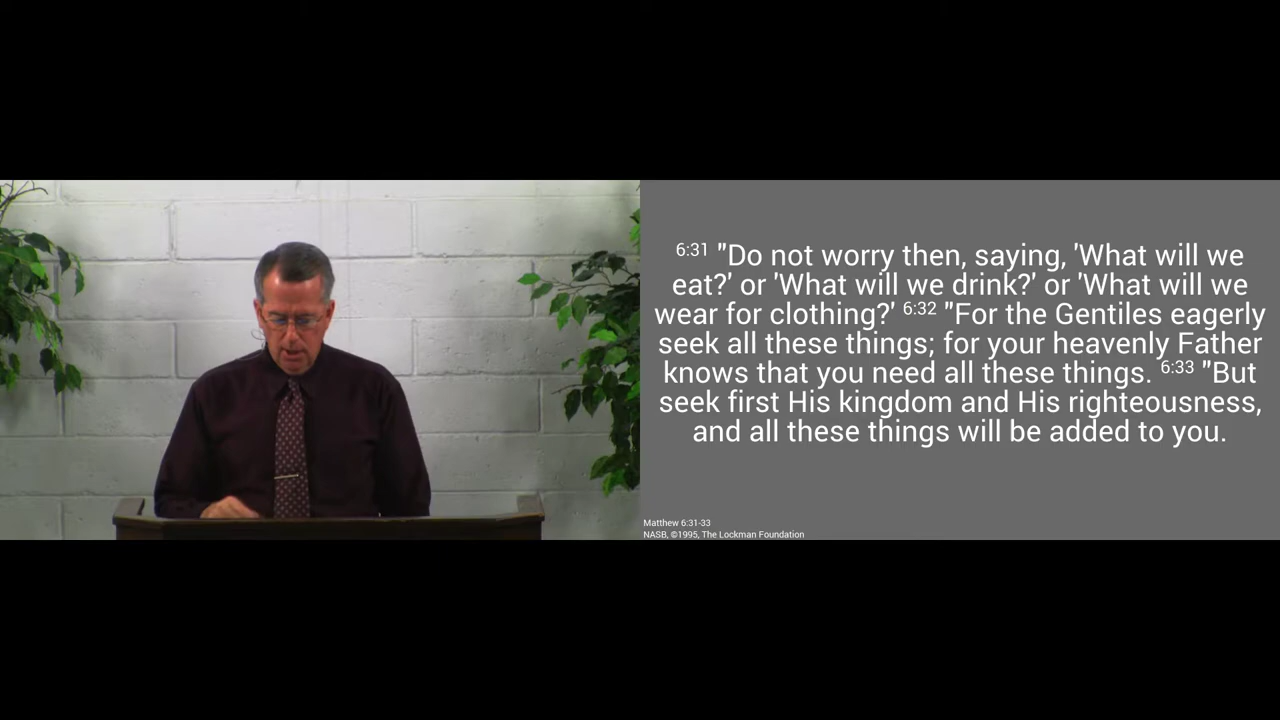 6:31 "Do not worry then, saying, 'What will we
eat?' or 'What will we drink?' or 'What will we
wear for clothing?' 6:32 "For the Gentiles eagerly
seek all these things; for your heavenly Father
knows that you need all these things. 6:33 "But
seek first His kingdom and His righteousness,
and all these things will be added to you.
Matthew 6:31-33
NASB, ©1995, The Lockman Foundation